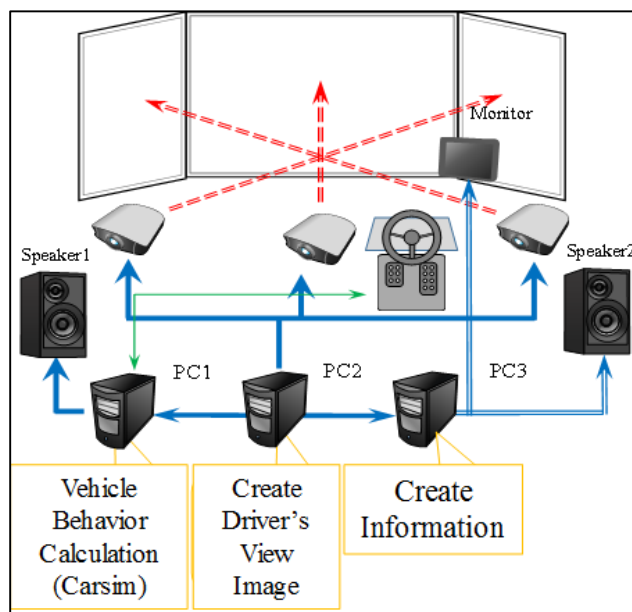 Monitor
Speaker1
Speaker2
PC1
PC2
PC3
Vehicle
Behavior
Calculation
(Carsim)
Create
Driver's
View
Image
Create
Information